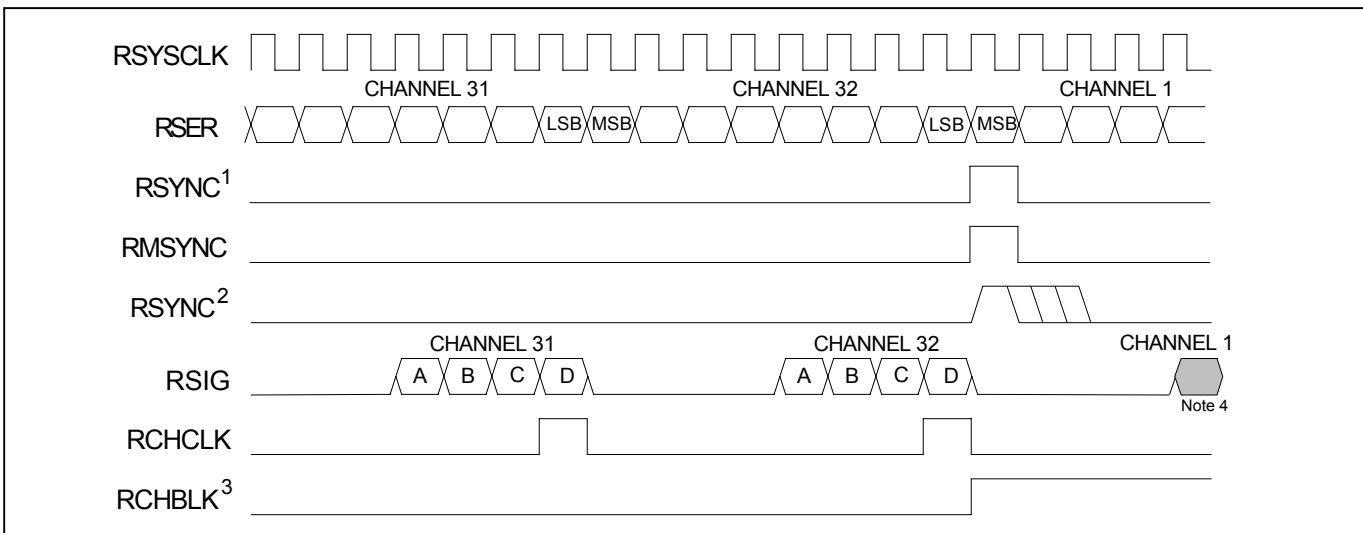 RSYSCLK
CHANNEL 31 CHANNEL 32 CHANNEL 1
RSER LSB MSB LSB MSB
RSYNC1
RMSYNC
RSYNC2
CHANNEL 31 CHANNEL 32 CHANNEL 1
RSIG A B C D A B C D
Note 4
RCHCLK
RCHBLK3